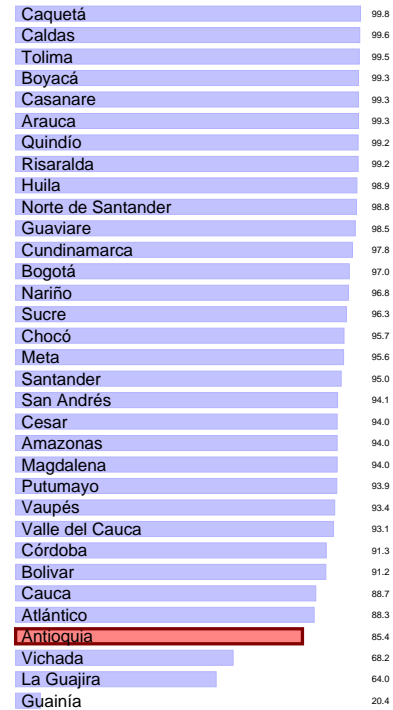 Caquetá 99.8
Caldas 99.6
Tolima 99.5
Boyacá 99.3
Casanare 99.3
Arauca 99.3
Quindío 99.2
Risaralda 99.2
Huila 98.9
Norte de Santander 98.8
Guaviare 98.5
Cundinamarca 97.8
Bogotá 97.0
Nariño 96.8
Sucre 96.3
Chocó 95.7
Meta 95.6
Santander 95.0
San Andrés 94.1
Cesar 94.0
Amazonas 94.0
Magdalena 94.0
Putumayo 93.9
Vaupés 93.4
Valle del Cauca 93.1
Córdoba 91.3
Bolivar 91.2
Cauca 88.7
Atlántico 88.3
Antioquia 85.4
Vichada 68.2
La Guajira 64.0
Guainía 20.4